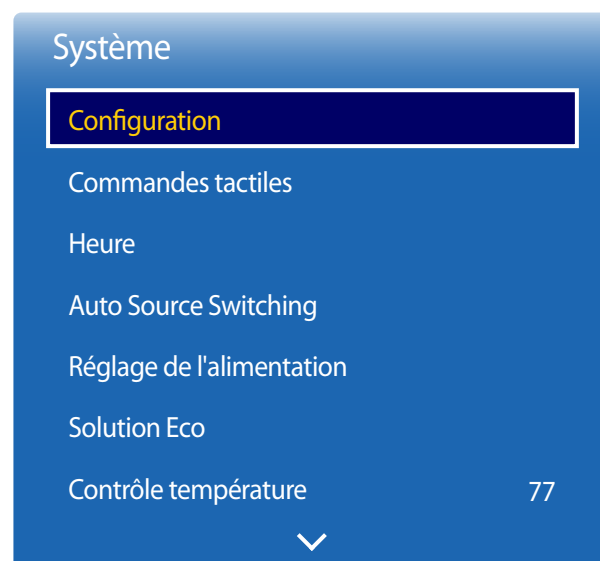 Système
Configuration
Commandes tactiles
Heure
Auto Source Switching
Réglage de l'alimentation
Solution Eco
Contrôle température 77